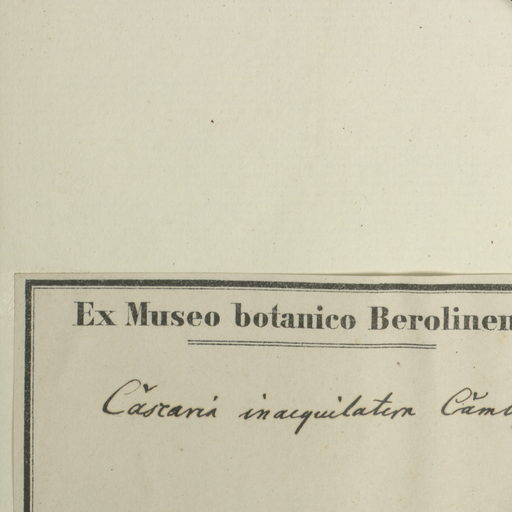 Ex Museo botanico Berolinen
Casearia inaequilatera Camb